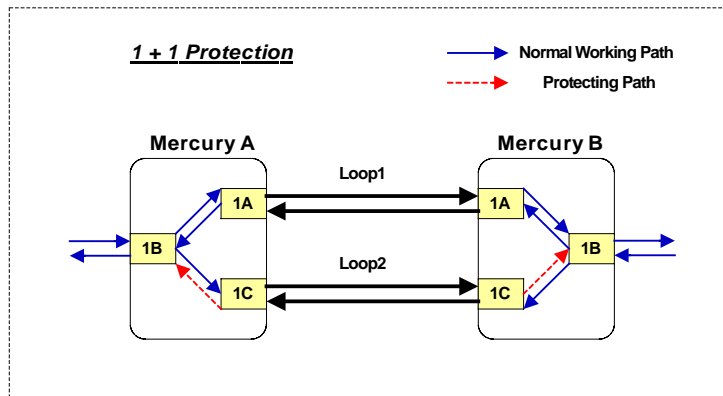 1 + 1 Protection
Normal Working Path
Protecting Path
Mercury A
Mercury B
Loop1
1A
1A
1B
1B
Loop2
1C
1C